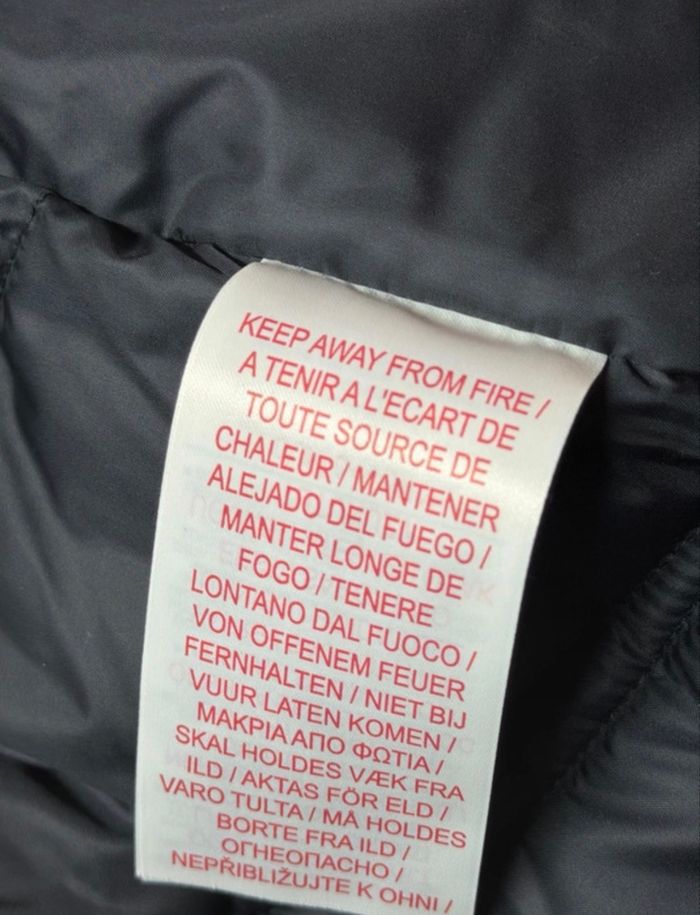 KEEP AWAY FROM FIRE /
A TENIR A L'ECART DE
TOUTE SOURCE DE
CHALEUR / MANTENER
ALEJADO DEL FUEGO /
MANTER LONGE DE
FOGO / TENERE
LONTANO DAL FUOCO /
VON OFFENEM FEUER
FERNHALTEN / NIET BIJ
VUUR LATEN KOMEN /
ΜΑΚΡΙΑ ΑΠΟ ΦΩΤΙΑ /
SKAL HOLDES VÆK FRA
ILD / AKTAS FÖR ELD /
VARO TULTA / MÅ HOLDES
BORTE FRA ILD /
ОГНЕОПАСНО /
NEPŘIBLIŽUJTE K OHNI /